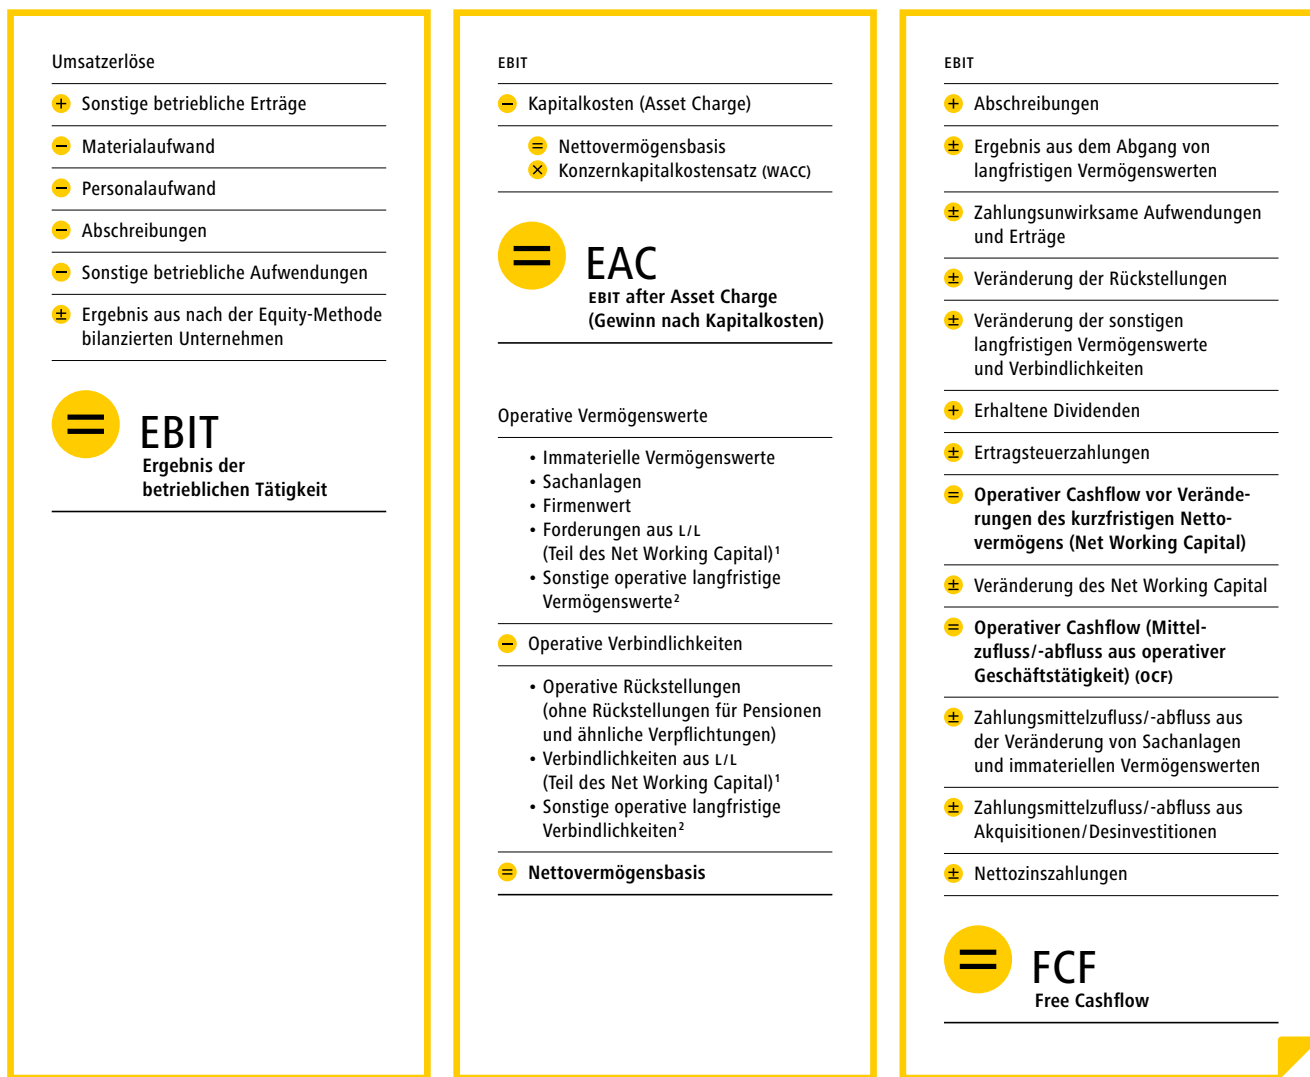 Umsatzerlöse
+ Sonstige betriebliche Erträge
− Materialaufwand
− Personalaufwand
− Abschreibungen
− Sonstige betriebliche Aufwendungen
± Ergebnis aus nach der Equity-Methode
bilanzierten Unternehmen
= EBIT
Ergebnis der
betrieblichen Tätigkeit
EBIT
− Kapitalkosten (Asset Charge)
= Nettovermögensbasis
× Konzernkapitalkostensatz (WACC)
= EAC
EBIT after Asset Charge
(Gewinn nach Kapitalkosten)
Operative Vermögenswerte
• Immaterielle Vermögenswerte
• Sachanlagen
• Firmenwert
• Forderungen aus L/L
(Teil des Net Working Capital)¹
• Sonstige operative langfristige
Vermögenswerte²
− Operative Verbindlichkeiten
• Operative Rückstellungen
(ohne Rückstellungen für Pensionen
und ähnliche Verpflichtungen)
• Verbindlichkeiten aus L/L
(Teil des Net Working Capital)¹
• Sonstige operative langfristige
Verbindlichkeiten²
= Nettovermögensbasis
EBIT
+ Abschreibungen
± Ergebnis aus dem Abgang von
langfristigen Vermögenswerten
± Zahlungsunwirksame Aufwendungen
und Erträge
± Veränderung der Rückstellungen
± Veränderung der sonstigen
langfristigen Vermögenswerte
und Verbindlichkeiten
+ Erhaltene Dividenden
± Ertragsteuerzahlungen
= Operativer Cashflow vor Verände-
rungen des kurzfristigen Netto-
vermögens (Net Working Capital)
± Veränderung des Net Working Capital
= Operativer Cashflow (Mittel-
zufluss/-abfluss aus operativer
Geschäftstätigkeit) (OCF)
± Zahlungsmittelzufluss/-abfluss aus
der Veränderung von Sachanlagen
und immateriellen Vermögenswerten
± Zahlungsmittelzufluss/-abfluss aus
Akquisitionen/Desinvestitionen
± Nettozinszahlungen
= FCF
Free Cashflow